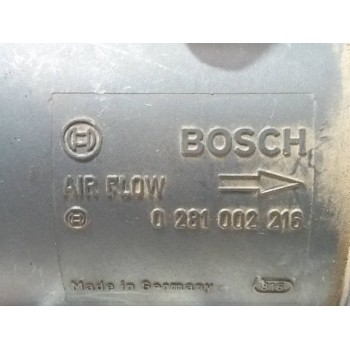 BOSCH
AIR FLOW
0 281 002 216
Made in Germany